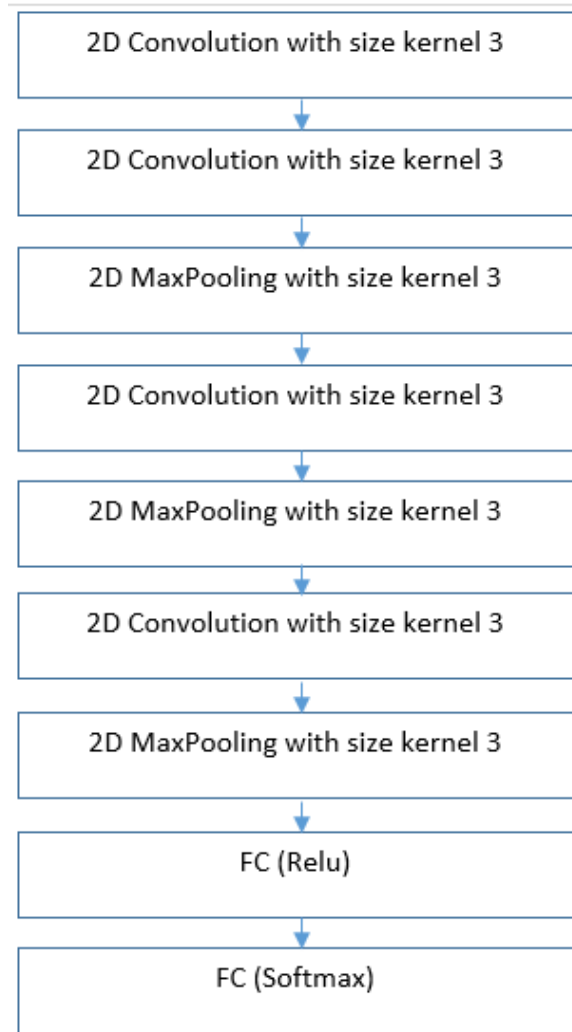 2D Convolution with size kernel 3
2D Convolution with size kernel 3
2D MaxPooling with size kernel 3
2D Convolution with size kernel 3
2D MaxPooling with size kernel 3
2D Convolution with size kernel 3
2D MaxPooling with size kernel 3
FC (Relu)
FC (Softmax)